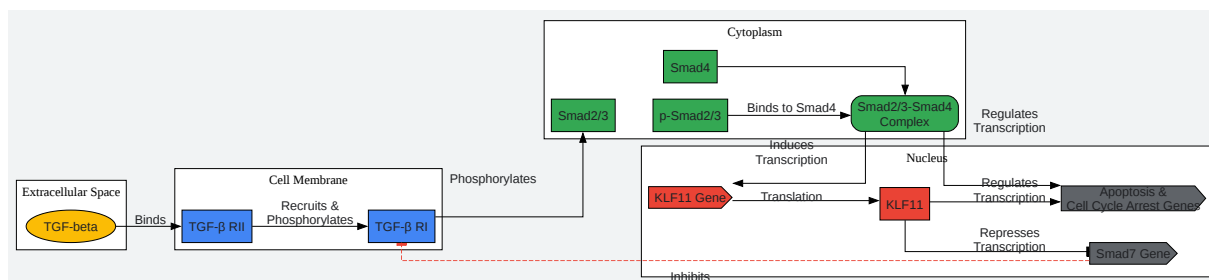 Cytoplasm
Smad4
Smad2/3
p-Smad2/3
Binds to Smad4
Smad2/3-Smad4
Complex
Regulates
Transcription
Induces
Transcription
Nucleus
Extracellular Space
TGF-beta
Binds
Cell Membrane
TGF-β RII
Recruits &
Phosphorylates
TGF-β RI
Phosphorylates
KLF11 Gene
Translation
KLF11
Regulates
Transcription
Apoptosis &
Cell Cycle Arrest Genes
Represses
Transcription
Smad7 Gene
Inhibits